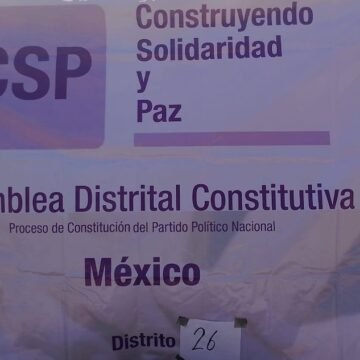 CSP
Construyendo
Solidaridad
y
Paz
mblea Distrital Constitutiva
Proceso de Constitución del Partido Político Nacional
México
Distrito 26